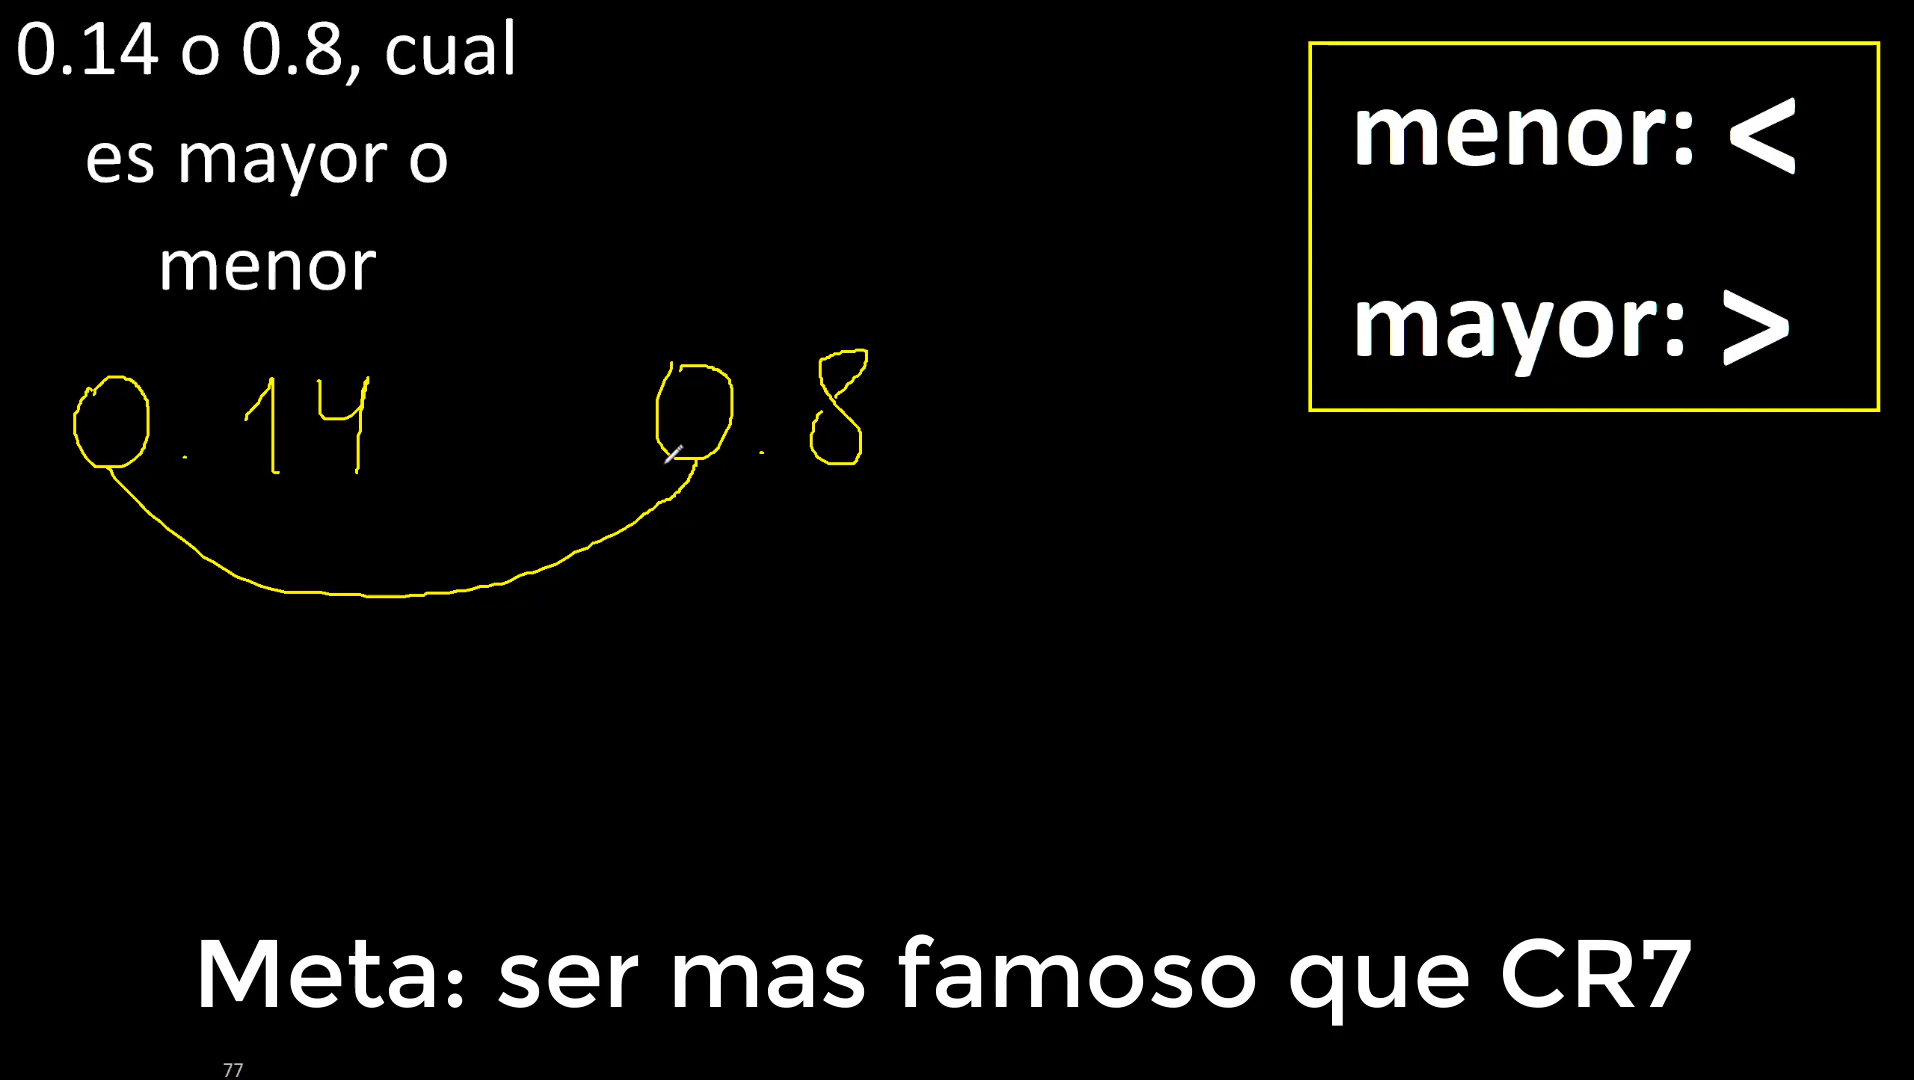 0.14 o 0.8, cual
es mayor o
menor
menor: <
mayor: >
0.14 0.8
Meta: ser mas famoso que CR7
77